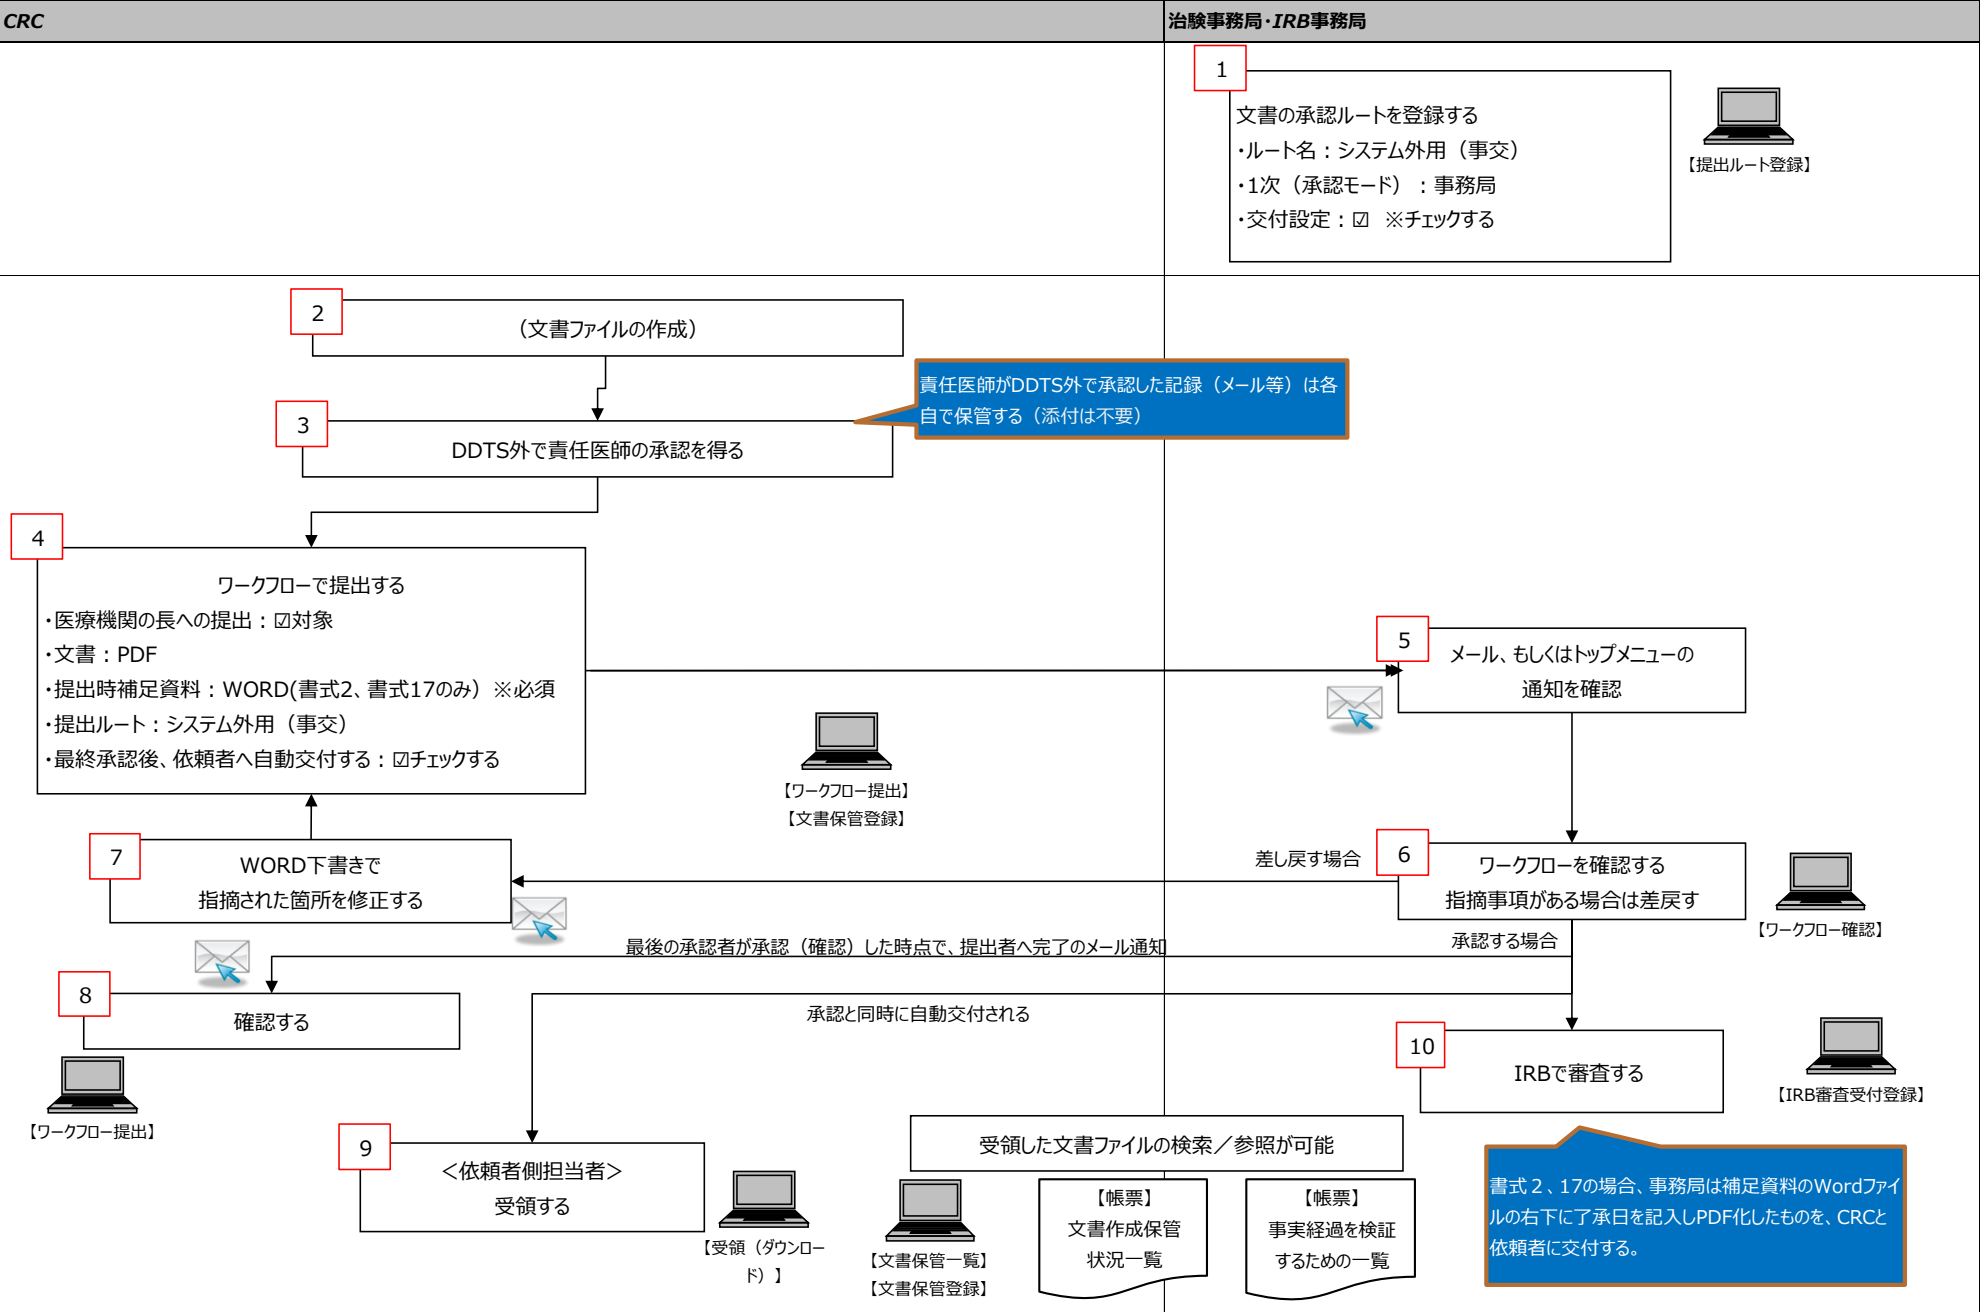 CRC
治験事務局・IRB事務局
1
文書の承認ルートを登録する
・ルート名：システム外用（事交）
・1次（承認モード）：事務局
・交付設定：☑ ※チェックする
【提出ルート登録】
2
（文書ファイルの作成）
責任医師がDDTS外で承認した記録（メール等）は各
自で保管する（添付は不要）
3
DDTS外で責任医師の承認を得る
4
ワークフローで提出する
・医療機関の長への提出：☑対象
・文書：PDF
・提出時補足資料：WORD(書式2、書式17のみ）※必須
・提出ルート：システム外用（事交）
・最終承認後、依頼者へ自動交付する：☑チェックする
【ワークフロー提出】
【文書保管登録】
5
メール、もしくはトップメニューの
通知を確認
6
差し戻す場合
ワークフローを確認する
指摘事項がある場合は差戻す
【ワークフロー確認】
7
WORD下書きで
指摘された箇所を修正する
承認する場合
最後の承認者が承認（確認）した時点で、提出者へ完了のメール通知
8
確認する
【ワークフロー提出】
承認と同時に自動交付される
10
IRBで審査する
【IRB審査受付登録】
9
＜依頼者側担当者＞
受領する
【受領（ダウンロー
ド）】
受領した文書ファイルの検索／参照が可能
【文書保管一覧】
【文書保管登録】
【帳票】
文書作成保管
状況一覧
【帳票】
事実経過を検証
するための一覧
書式２、17の場合、事務局は補足資料のWordファイ
ルの右下に了承日を記入しPDF化したものを、CRCと
依頼者に交付する。